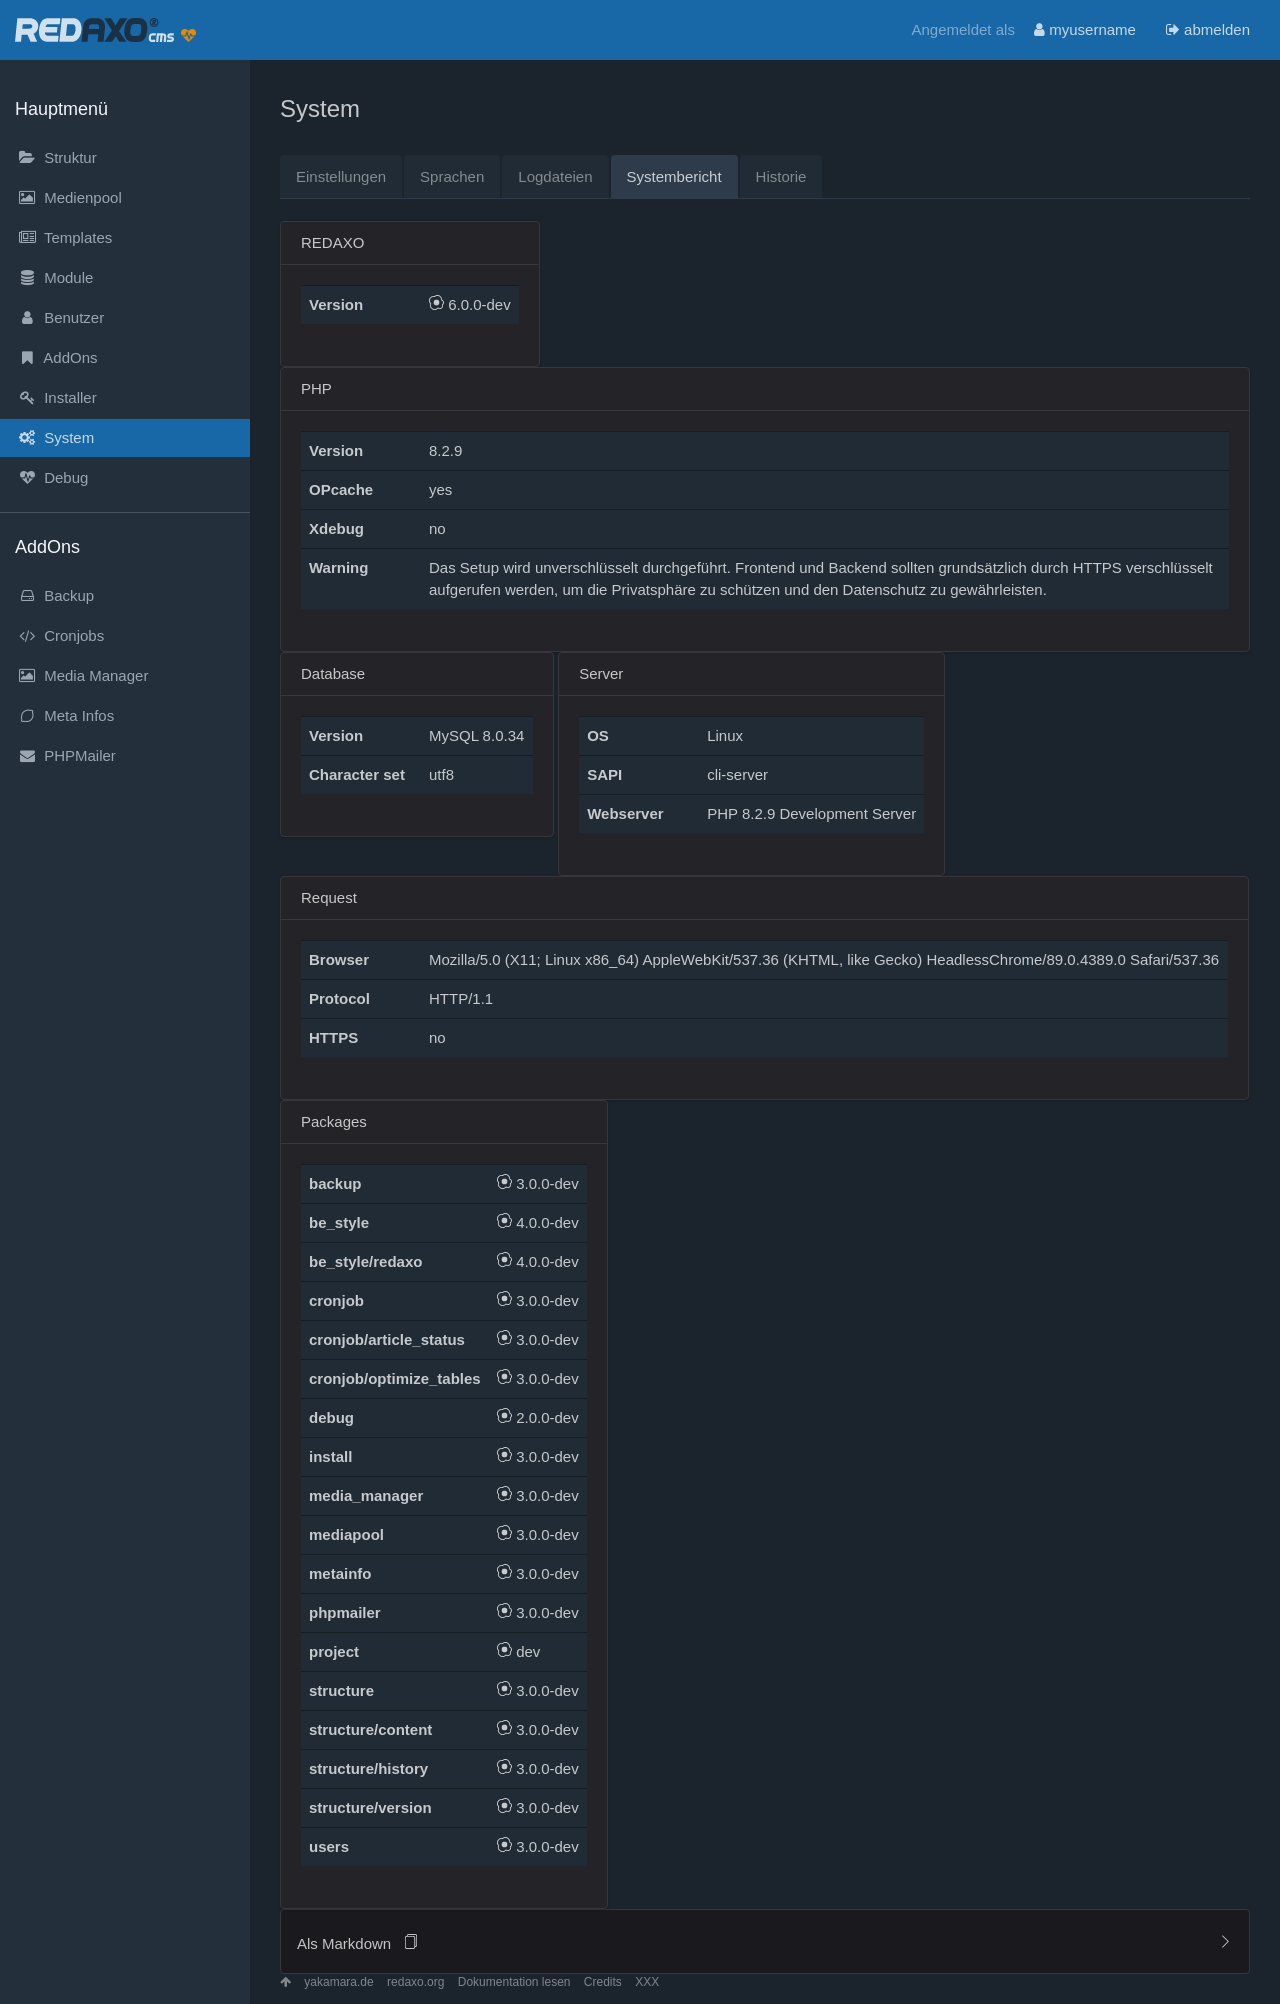 REDAXO® cms
Angemeldet als myusername abmelden
Hauptmenü
Struktur
Medienpool
Templates
Module
Benutzer
AddOns
Installer
System
Debug
AddOns
Backup
Cronjobs
Media Manager
Meta Infos
PHPMailer
System
Einstellungen Sprachen Logdateien Systembericht Historie
REDAXO
Version 6.0.0-dev
PHP
Version 8.2.9
OPcache yes
Xdebug no
Warning Das Setup wird unverschlüsselt durchgeführt. Frontend und Backend sollten grundsätzlich durch HTTPS verschlüsselt
aufgerufen werden, um die Privatsphäre zu schützen und den Datenschutz zu gewährleisten.
Database
Version MySQL 8.0.34
Character set utf8
Server
OS Linux
SAPI cli-server
Webserver PHP 8.2.9 Development Server
Request
Browser Mozilla/5.0 (X11; Linux x86_64) AppleWebKit/537.36 (KHTML, like Gecko) HeadlessChrome/89.0.4389.0 Safari/537.36
Protocol HTTP/1.1
HTTPS no
Packages
backup 3.0.0-dev
be_style 4.0.0-dev
be_style/redaxo 4.0.0-dev
cronjob 3.0.0-dev
cronjob/article_status 3.0.0-dev
cronjob/optimize_tables 3.0.0-dev
debug 2.0.0-dev
install 3.0.0-dev
media_manager 3.0.0-dev
mediapool 3.0.0-dev
metainfo 3.0.0-dev
phpmailer 3.0.0-dev
project dev
structure 3.0.0-dev
structure/content 3.0.0-dev
structure/history 3.0.0-dev
structure/version 3.0.0-dev
users 3.0.0-dev
Als Markdown
yakamara.de redaxo.org Dokumentation lesen Credits XXX